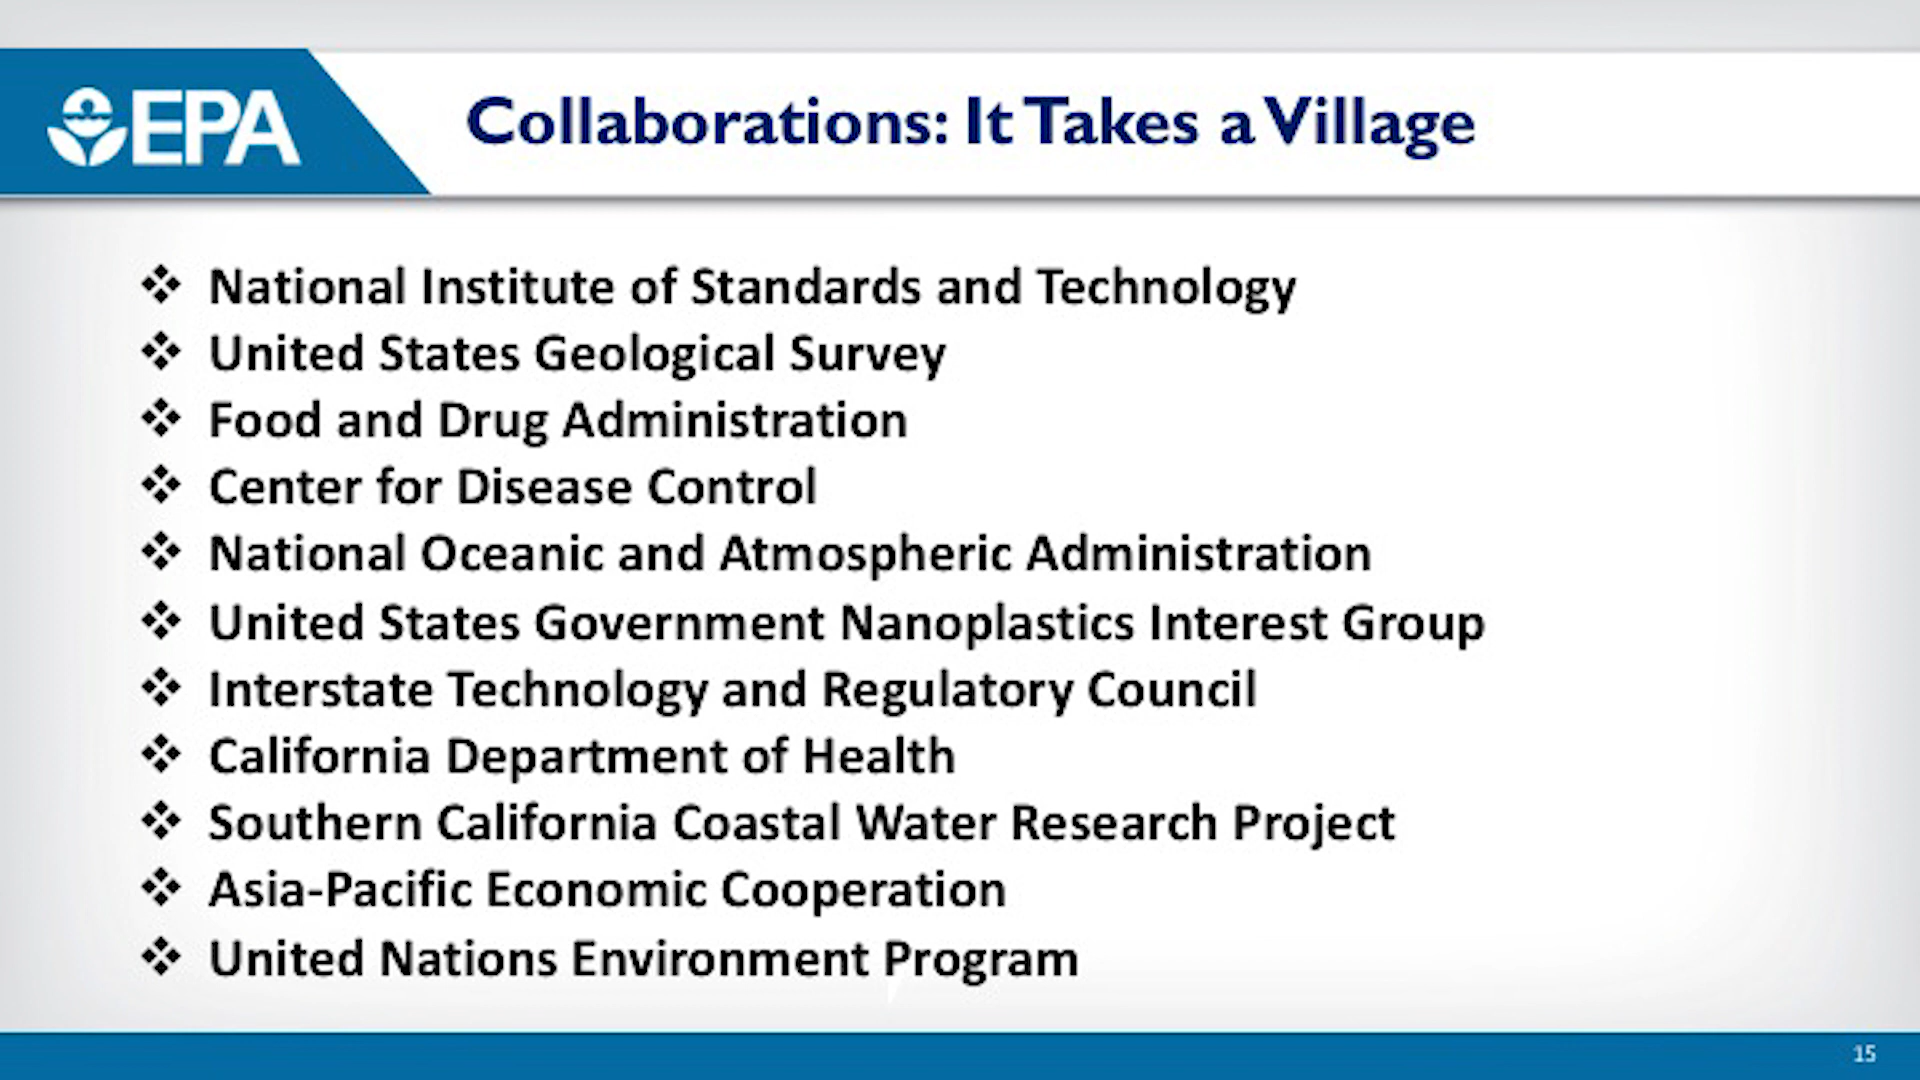 EPA
Collaborations: It Takes a Village
❖ National Institute of Standards and Technology
❖ United States Geological Survey
❖ Food and Drug Administration
❖ Center for Disease Control
❖ National Oceanic and Atmospheric Administration
❖ United States Government Nanoplastics Interest Group
❖ Interstate Technology and Regulatory Council
❖ California Department of Health
❖ Southern California Coastal Water Research Project
❖ Asia-Pacific Economic Cooperation
❖ United Nations Environment Program
15